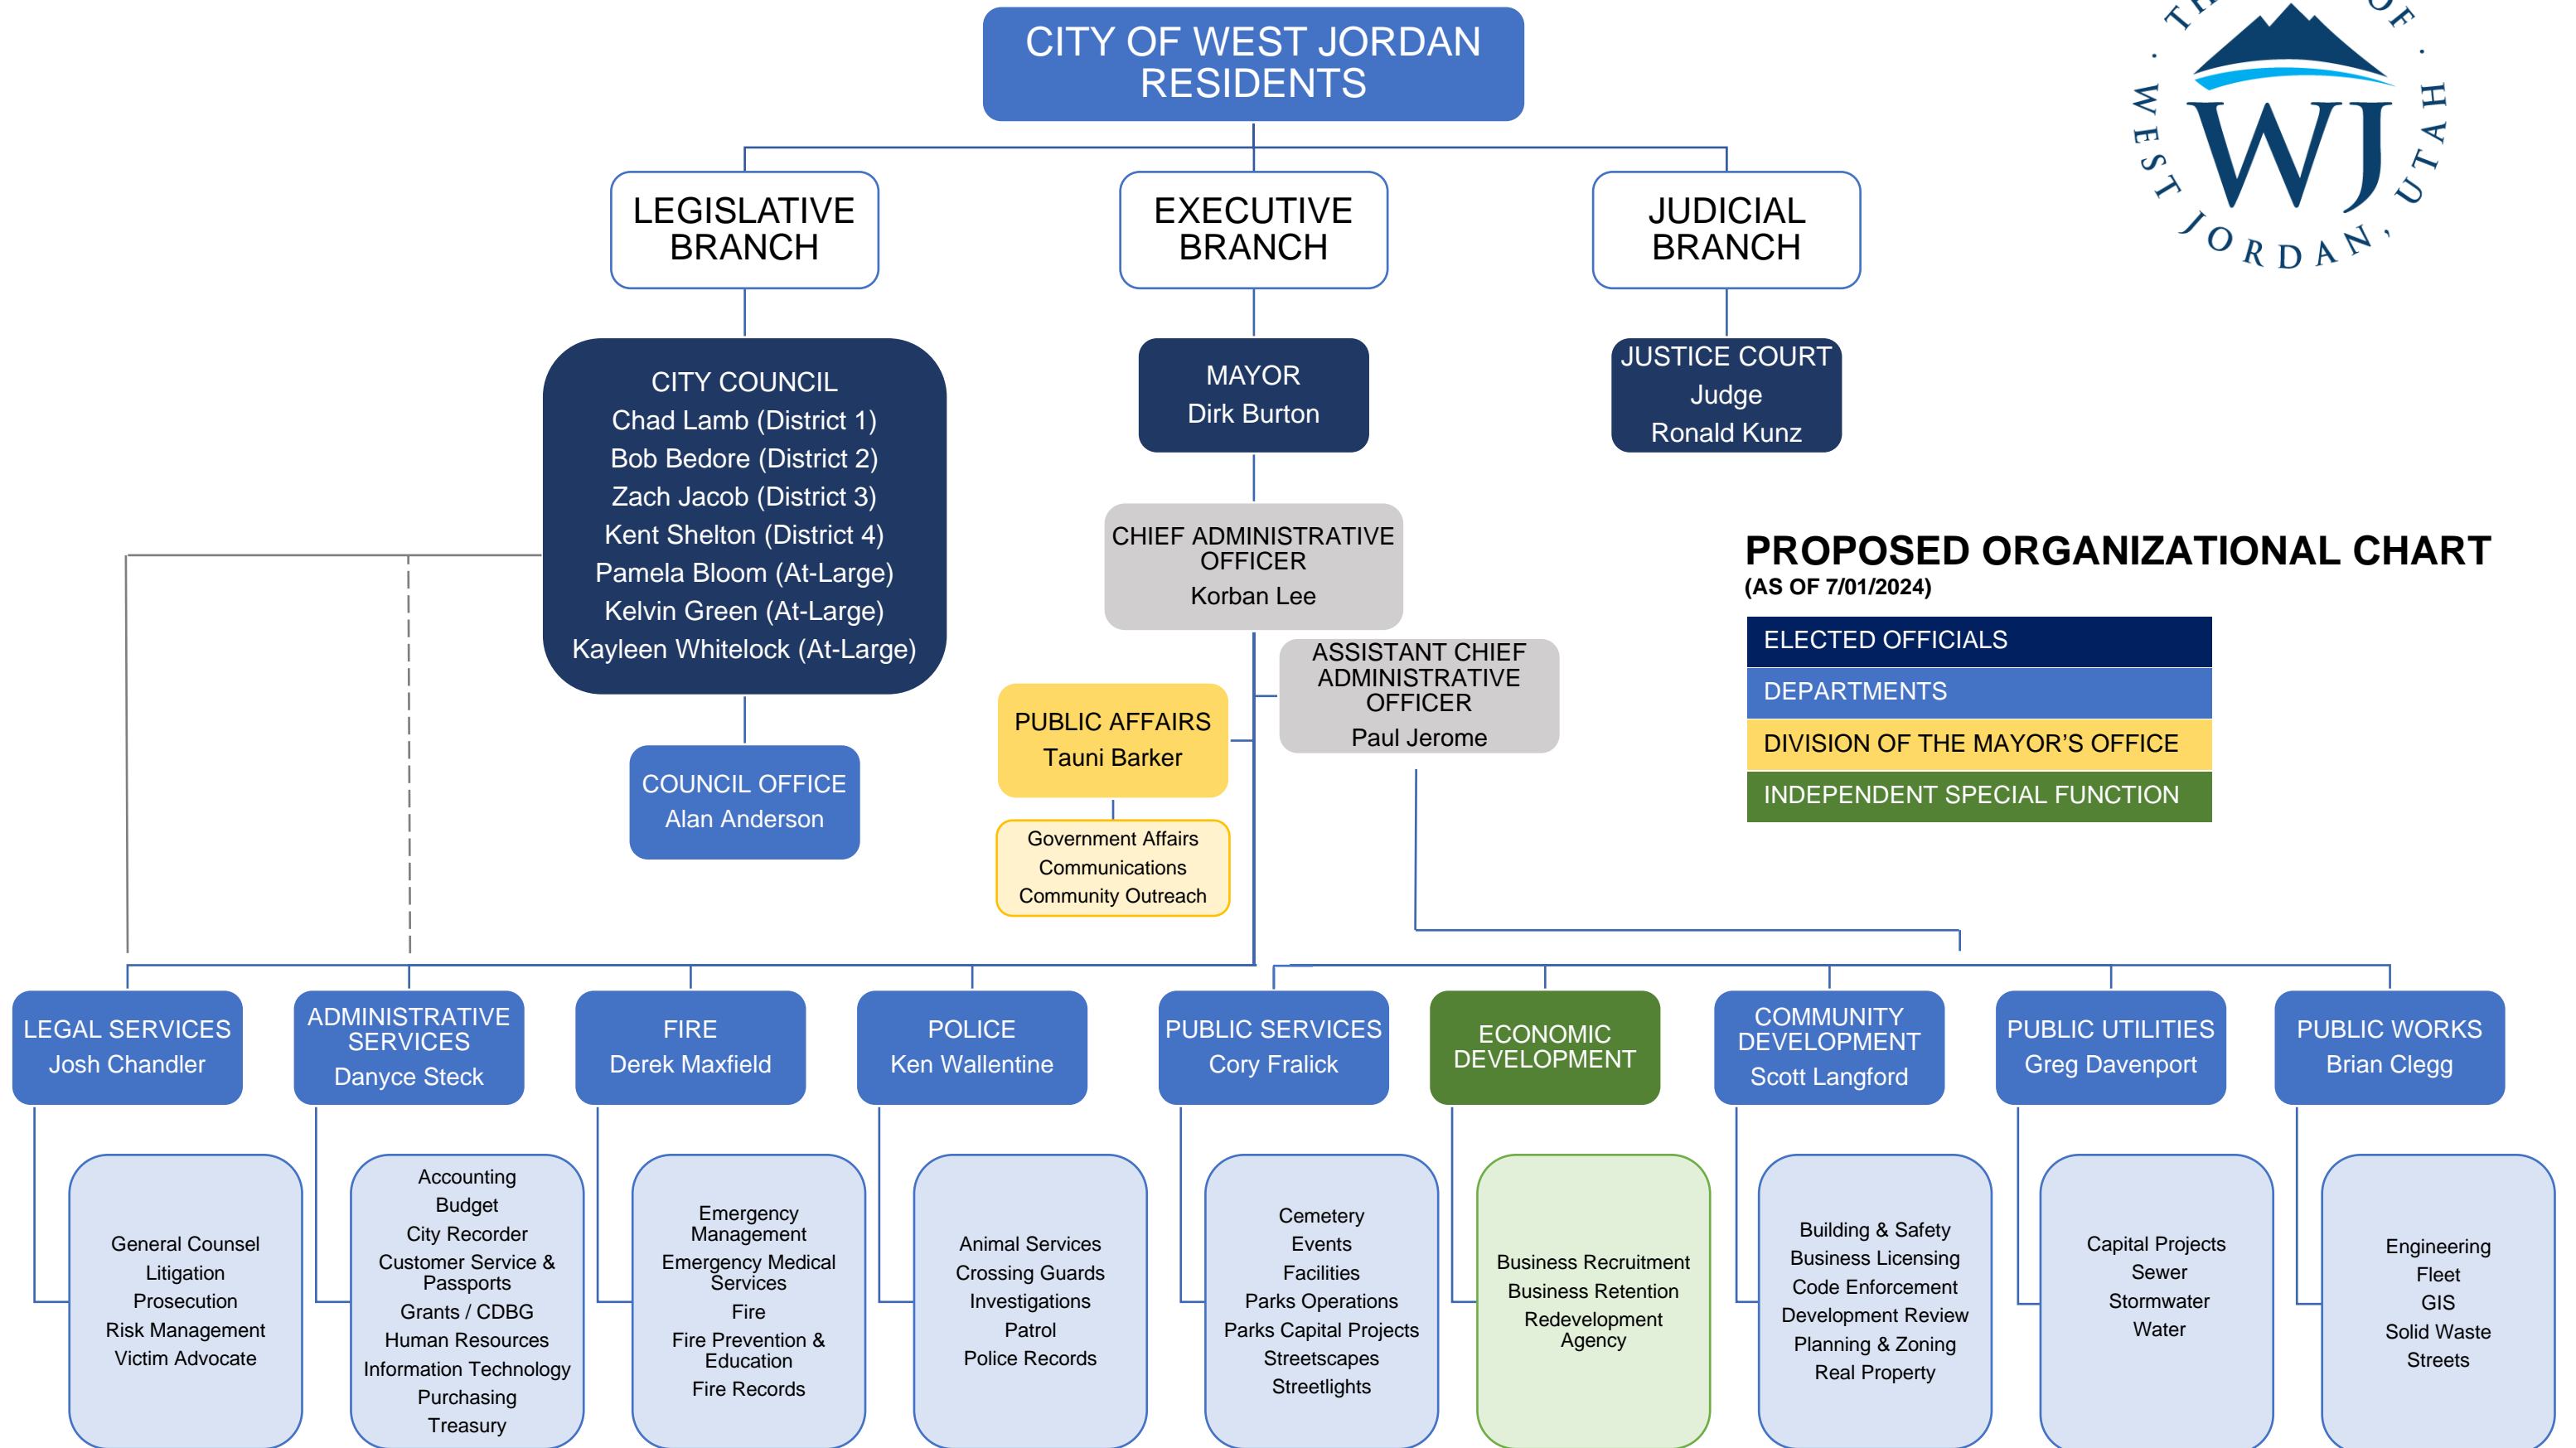 CITY OF WEST JORDAN
RESIDENTS
OF
WEST JORDAN, UTAH
WJ
LEGISLATIVE
BRANCH
EXECUTIVE
BRANCH
JUDICIAL
BRANCH
CITY COUNCIL
Chad Lamb (District 1)
Bob Bedore (District 2)
Zach Jacob (District 3)
Kent Shelton (District 4)
Pamela Bloom (At-Large)
Kelvin Green (At-Large)
Kayleen Whitelock (At-Large)
MAYOR
Dirk Burton
JUSTICE COURT
Judge
Ronald Kunz
CHIEF ADMINISTRATIVE
OFFICER
Korban Lee
PROPOSED ORGANIZATIONAL CHART
(AS OF 7/01/2024)
ELECTED OFFICIALS
DEPARTMENTS
DIVISION OF THE MAYOR’S OFFICE
INDEPENDENT SPECIAL FUNCTION
ASSISTANT CHIEF
ADMINISTRATIVE
OFFICER
Paul Jerome
PUBLIC AFFAIRS
Tauni Barker
Government Affairs
Communications
Community Outreach
COUNCIL OFFICE
Alan Anderson
LEGAL SERVICES
Josh Chandler
ADMINISTRATIVE
SERVICES
Danyce Steck
FIRE
Derek Maxfield
POLICE
Ken Wallentine
PUBLIC SERVICES
Cory Fralick
ECONOMIC
DEVELOPMENT
COMMUNITY
DEVELOPMENT
Scott Langford
PUBLIC UTILITIES
Greg Davenport
PUBLIC WORKS
Brian Clegg
General Counsel
Litigation
Prosecution
Risk Management
Victim Advocate
Accounting
Budget
City Recorder
Customer Service &
Passports
Grants / CDBG
Human Resources
Information Technology
Purchasing
Treasury
Emergency
Management
Emergency Medical
Services
Fire
Fire Prevention &
Education
Fire Records
Animal Services
Crossing Guards
Investigations
Patrol
Police Records
Cemetery
Events
Facilities
Parks Operations
Parks Capital Projects
Streetscapes
Streetlights
Business Recruitment
Business Retention
Redevelopment
Agency
Building & Safety
Business Licensing
Code Enforcement
Development Review
Planning & Zoning
Real Property
Capital Projects
Sewer
Stormwater
Water
Engineering
Fleet
GIS
Solid Waste
Streets